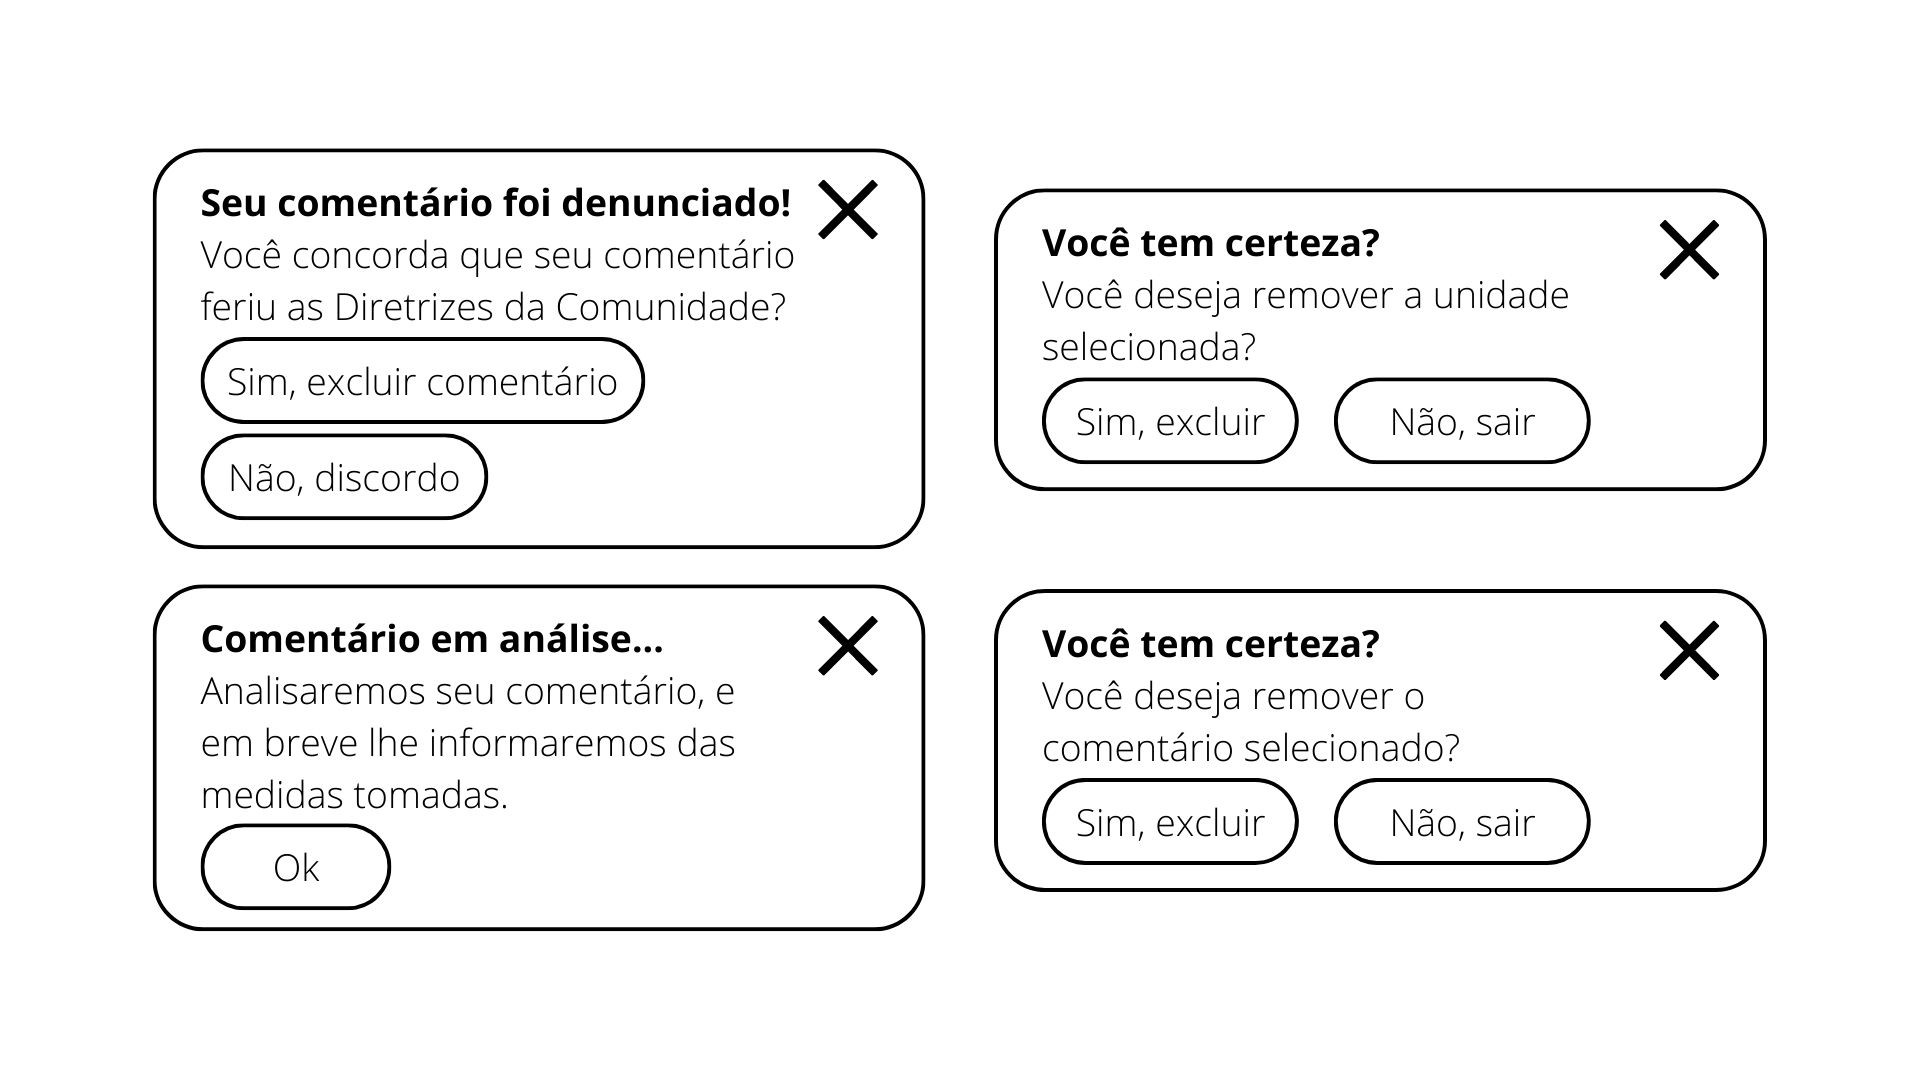 Seu comentário foi denunciado!
Você concorda que seu comentário
feriu as Diretrizes da Comunidade?
Sim, excluir comentário
Não, discordo
Comentário em análise...
Analisaremos seu comentário, e
em breve lhe informaremos das
medidas tomadas.
Ok
Você tem certeza?
Você deseja remover a unidade
selecionada?
Sim, excluir
Não, sair
Você tem certeza?
Você deseja remover o
comentário selecionado?
Sim, excluir
Não, sair